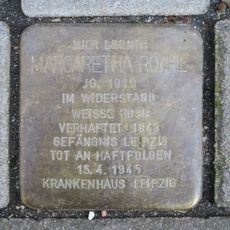 HIER LERNTE
MARGARETHA ROTHE
JG. 1919
IM WIDERSTAND
WEISSE ROSE
VERHAFTET 1943
GEFÄNGNIS LEIPZIG
TOT AN HAFTFOLGEN
15.4.1945
KRANKENHAUS LEIPZIG